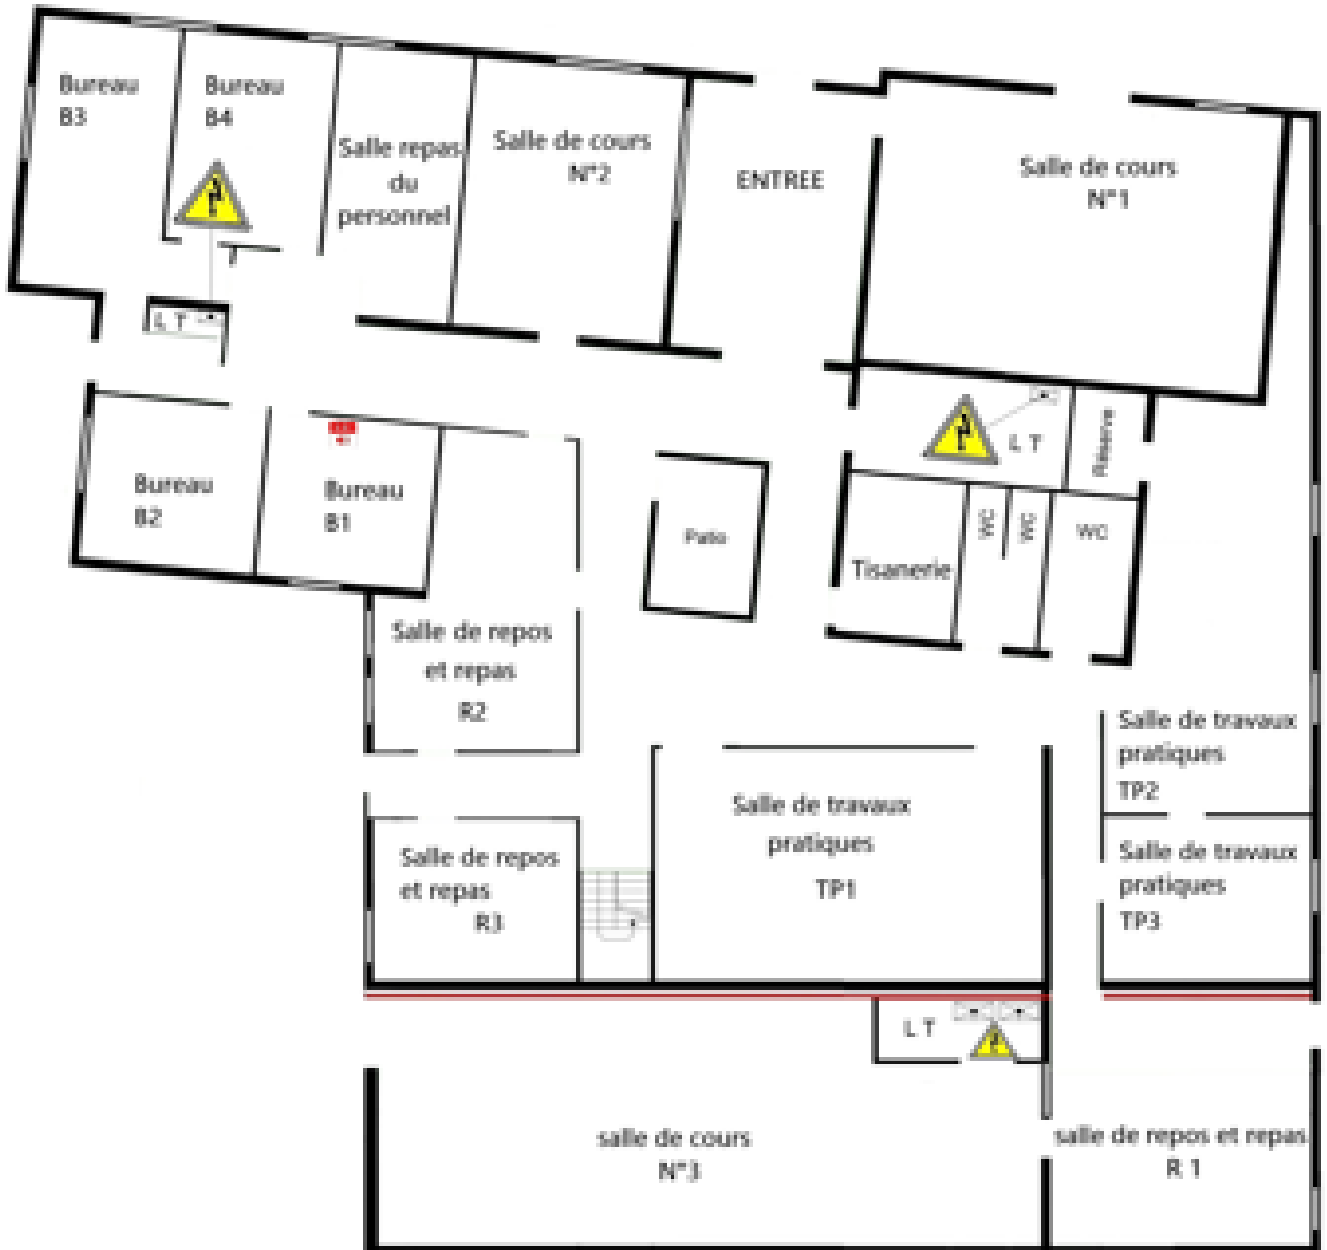 Bureau
B3
Bureau
B4
Salle repas
du
personnel
Salle de cours
N°2
ENTREE
Salle de cours
N°1
L T
L T
Réserve
Bureau
B2
Bureau
B1
Patio
Tisanerie
WC
WC
WC
Salle de repos
et repas
R2
Salle de travaux
pratiques
TP2
Salle de travaux
pratiques
TP1
Salle de travaux
pratiques
TP3
Salle de repos
et repas
R3
L T
salle de cours
N°3
salle de repos et repas
R 1